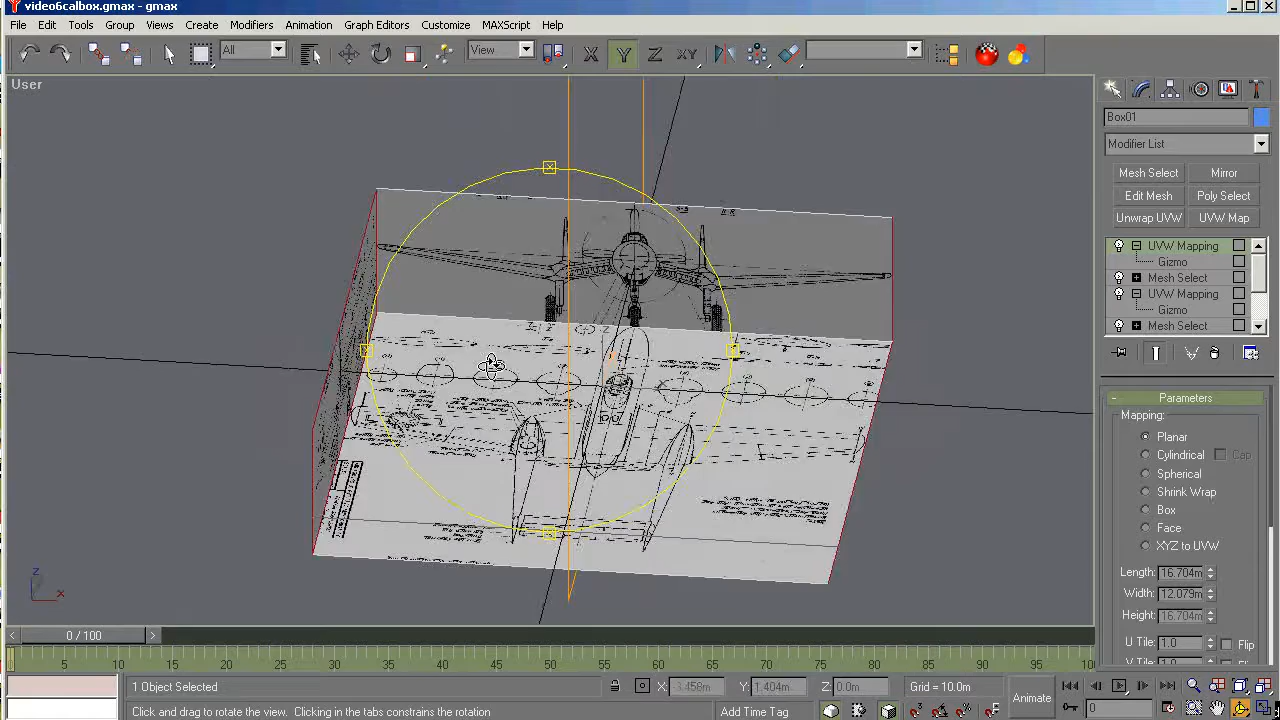 video6calbox.gmax - gmax
File Edit Tools Group Views Create Modifiers Animation Graph Editors Customize MAXScript Help
All View X Y Z XY
User
Box01
Modifier List
Mesh Select Mirror
Edit Mesh Poly Select
Unwrap UVW UVW Map
UVW Mapping
Gizmo
Mesh Select
UVW Mapping
Gizmo
Mesh Select
Parameters
Mapping:
Planar
Cylindrical Cap
Spherical
Shrink Wrap
Box
Face
XYZ to UVW
Length: 16.704m
Width: 12.079m
Height: 16.704m
U Tile: 1.0 Flip
z
x
0 / 100
5 10 15 20 25 30 35 40 45 50 55 60 65 70 75 80 85 90 95 100
1 Object Selected X: -3.458m Y: 1.404m Z: 0.0m Grid = 10.0m Animate
Click and drag to rotate the view. Clicking in the tabs constrains the rotation Add Time Tag 0